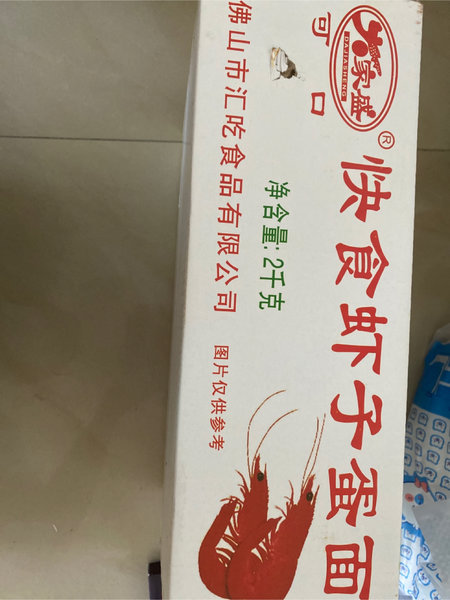 大家盛
DAJIASHENG
®
可口
快食虾子蛋面
净含量:2千克
佛山市汇吃食品有限公司
图片仅供参考